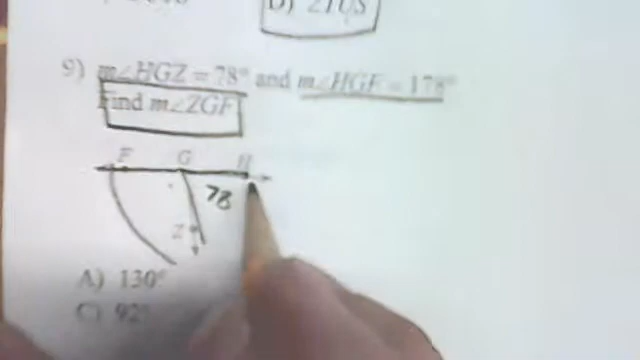 D) ∠TUS
9) m∠HGZ = 78° and m∠HGF = 178°
Find m∠ZGF
F G H
78
Z
A) 130°
C) 92°